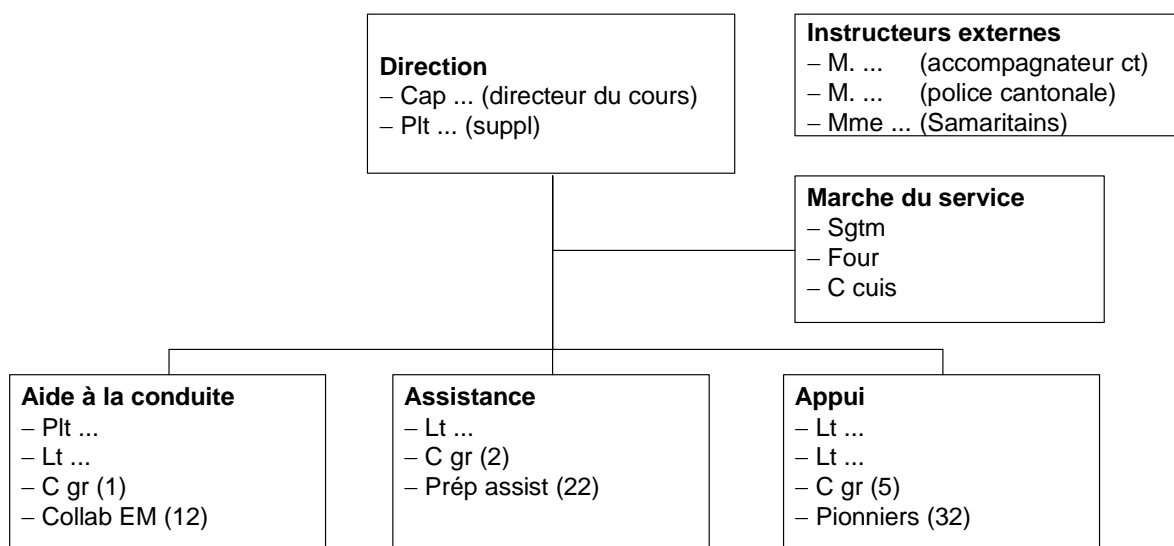 Direction
– Cap ... (directeur du cours)
– Plt ... (suppl)
Instructeurs externes
– M. ... (accompagnateur ct)
– M. ... (police cantonale)
– Mme ... (Samaritains)
Marche du service
– Sgtm
– Four
– C cuis
Aide à la conduite
– Plt ...
– Lt ...
– C gr (1)
– Collab EM (12)
Assistance
– Lt ...
– C gr (2)
– Prép assist (22)
Appui
– Lt ...
– Lt ...
– C gr (5)
– Pionniers (32)